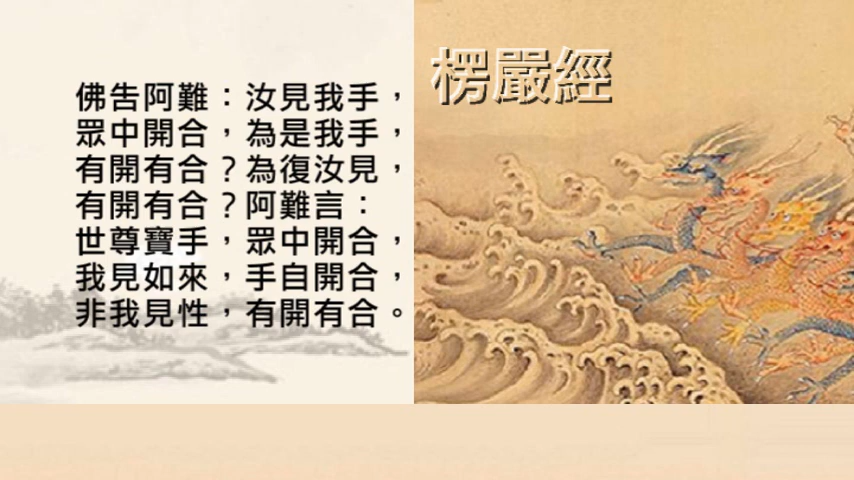 佛告阿難：汝見我手，
眾中開合，為是我手，
有開有合？為復汝見，
有開有合？阿難言：
世尊寶手，眾中開合，
我見如來，手自開合，
非我見性，有開有合。
楞嚴經